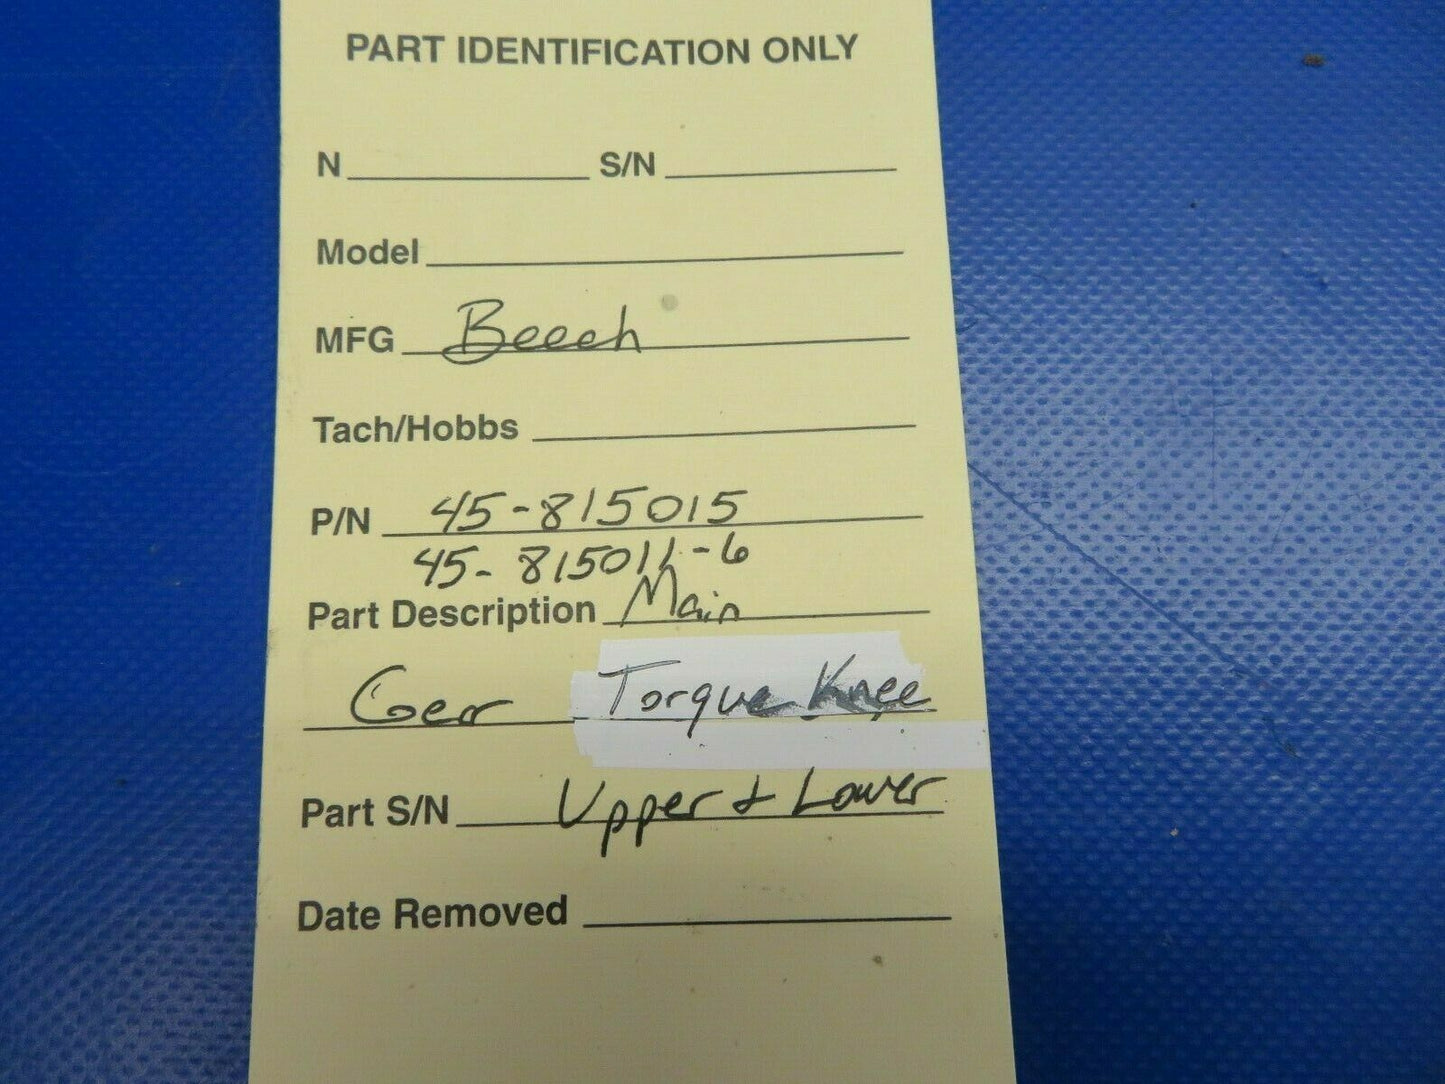 PART IDENTIFICATION ONLY
N S/N
Model
MFG Beech
Tach/Hobbs
P/N 45-815015
45-815011-6
Part Description Main
Gear Torque Knee
Part S/N Upper & Lower
Date Removed